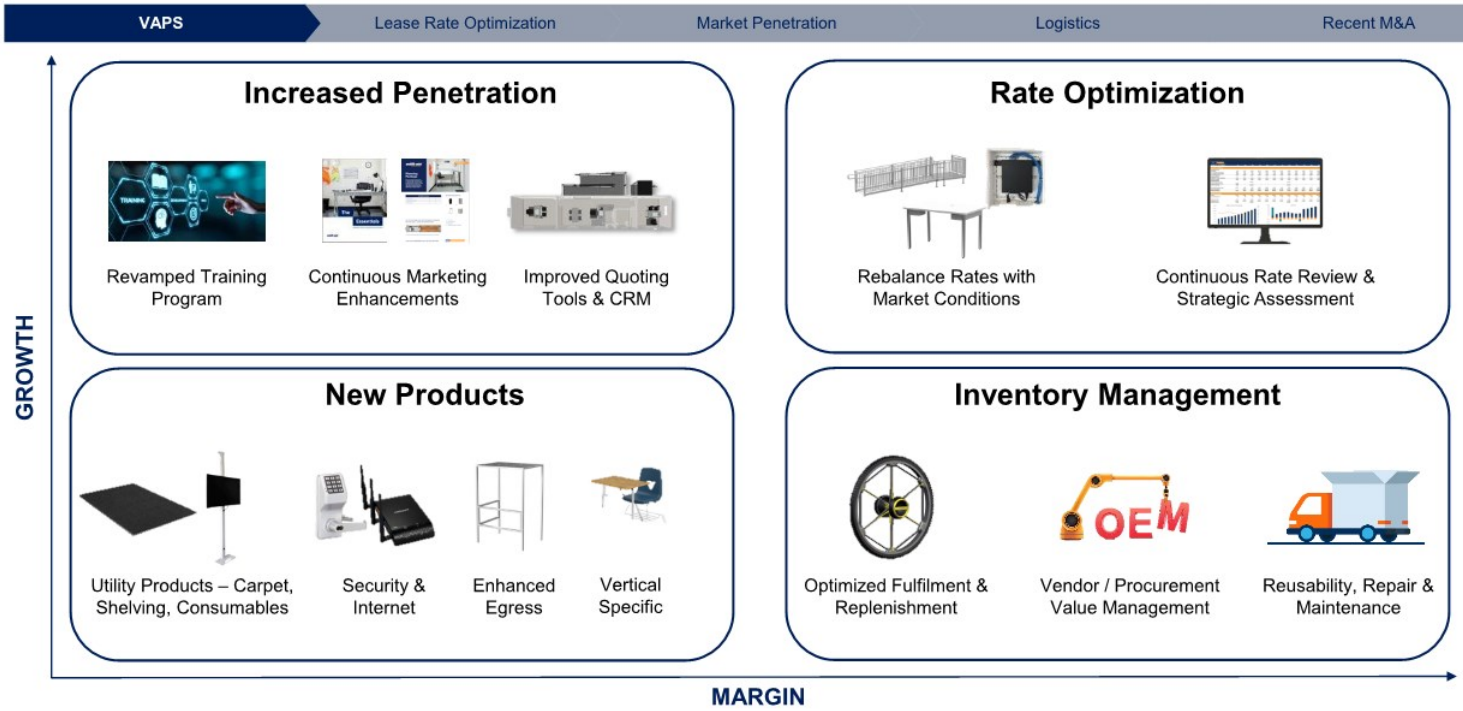 VAPS
Lease Rate Optimization
Market Penetration
Logistics
Recent M&A
GROWTH
Increased Penetration
TRAINING
The
Essentials
Revamped Training
Program
Continuous Marketing
Enhancements
Improved Quoting
Tools & CRM
Rate Optimization
Rebalance Rates with
Market Conditions
Continuous Rate Review &
Strategic Assessment
New Products
Utility Products – Carpet,
Shelving, Consumables
Security &
Internet
Enhanced
Egress
Vertical
Specific
Inventory Management
OEM
Optimized Fulfilment &
Replenishment
Vendor / Procurement
Value Management
Reusability, Repair &
Maintenance
MARGIN